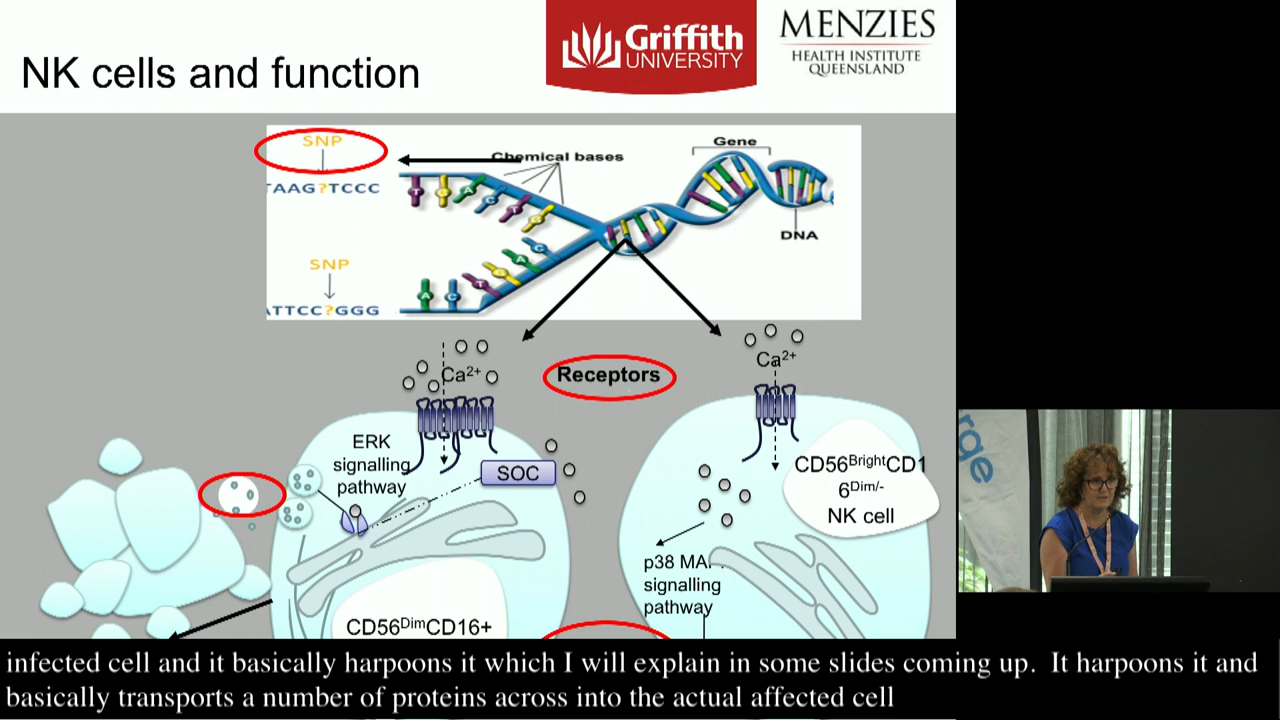 NK cells and function
Griffith
UNIVERSITY
MENZIES
HEALTH INSTITUTE
QUEENSLAND
SNP
TAAG?TCCC
Chemical bases
Gene
DNA
T G A C T G
C A G T C A
SNP
ATTCC?GGG
Ca²⁺
Receptors
Ca²⁺
ERK
signalling
pathway
SOC
CD56BrightCD1
6Dim/-
NK cell
p38 MA
signalling
pathway
CD56DimCD16+
rge
infected cell and it basically harpoons it which I will explain in some slides coming up. It harpoons it and
basically transports a number of proteins across into the actual affected cell